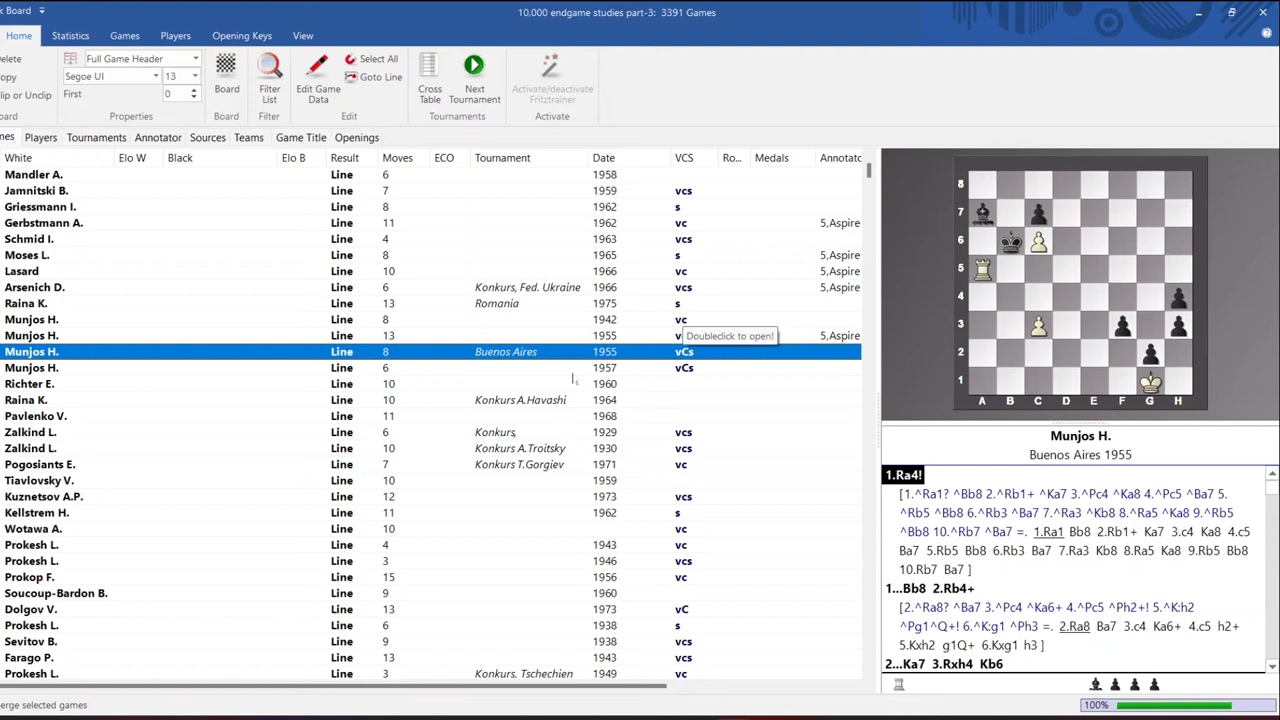 k Board
10,000 endgame studies part-3: 3391 Games
Home Statistics Games Players Opening Keys View
elete Full Game Header Select All
opy Segoe UI 13 Goto Line
lip or Unclip First 0
Board Filter List Edit Game Data Cross Table Next Tournament Activate/deactivate Fritztrainer
Properties Board Filter Edit Tournaments Activate
mes Players Tournaments Annotator Sources Teams Game Title Openings
White Elo W Black Elo B Result Moves ECO Tournament Date VCS Ro... Medals Annotato
Mandler A. Line 6 1958
Jamnitski B. Line 7 1959 vcs
Griessmann I. Line 8 1962 s
Gerbstmann A. Line 11 1962 vc 5,Aspire
Schmid I. Line 4 1963 vcs
Moses L. Line 8 1965 s 5,Aspire
Lasard Line 10 1966 vc 5,Aspire
Arsenich D. Line 6 Konkurs, Fed. Ukraine 1966 vcs 5,Aspire
Raina K. Line 13 Romania 1975 s
Munjos H. Line 8 1942 vc
Munjos H. Line 13 1955 v Doubleclick to open! 5,Aspire
Munjos H. Line 8 Buenos Aires 1955 vCs
Munjos H. Line 6 1957 vCs
Richter E. Line 10 1960
Raina K. Line 10 Konkurs A.Havashi 1964
Pavlenko V. Line 11 1968
Zalkind L. Line 6 Konkurs, 1929 vcs
Zalkind L. Line 8 Konkurs A.Troitsky 1930 vcs
Pogosiants E. Line 7 Konkurs T.Gorgiev 1971 vc
Tiavlovsky V. Line 10 1959
Kuznetsov A.P. Line 12 1973 vcs
Kellstrem H. Line 11 1962 s
Wotawa A. Line 10 vc
Prokesh L. Line 4 1943 vc
Prokesh L. Line 3 1946 vcs
Prokop F. Line 15 1956 vc
Soucoup-Bardon B. Line 9 1960
Dolgov V. Line 13 1973 vC
Prokesh L. Line 6 1938 s
Sevitov B. Line 9 1938 vcs
Farago P. Line 13 1943 vcs
Prokesh L. Line 3 Konkurs, Tschechien 1949 vc
8
7
6
5
4
3
2
1
A B C D E F G H
Munjos H.
Buenos Aires 1955
1.Ra4!
[1.^Ra1? ^Bb8 2.^Rb1+ ^Ka7 3.^Pc4 ^Ka8 4.^Pc5 ^Ba7 5.
^Rb5 ^Bb8 6.^Rb3 ^Ba7 7.^Ra3 ^Kb8 8.^Ra5 ^Ka8 9.^Rb5
^Bb8 10.^Rb7 ^Ba7 =. 1.Ra1 Bb8 2.Rb1+ Ka7 3.c4 Ka8 4.c5
Ba7 5.Rb5 Bb8 6.Rb3 Ba7 7.Ra3 Kb8 8.Ra5 Ka8 9.Rb5 Bb8
10.Rb7 Ba7 ]
1...Bb8 2.Rb4+
[2.^Ra8? ^Ba7 3.^Pc4 ^Ka6+ 4.^Pc5 ^Ph2+! 5.^K:h2
^Pg1^Q+! 6.^K:g1 ^Ph3 =. 2.Ra8 Ba7 3.c4 Ka6+ 4.c5 h2+
5.Kxh2 g1Q+ 6.Kxg1 h3 ]
2...Ka7 3.Rxh4 Kb6
erge selected games
100%